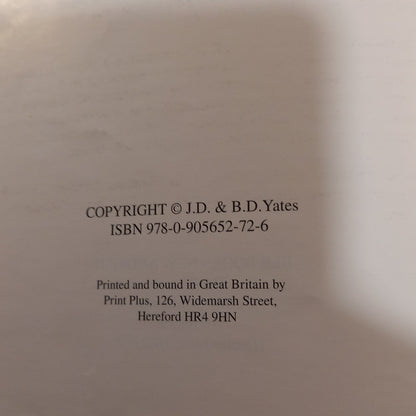 COPYRIGHT © J.D. & B.D.Yates
ISBN 978-0-905652-72-6
Printed and bound in Great Britain by
Print Plus, 126, Widemarsh Street,
Hereford HR4 9HN